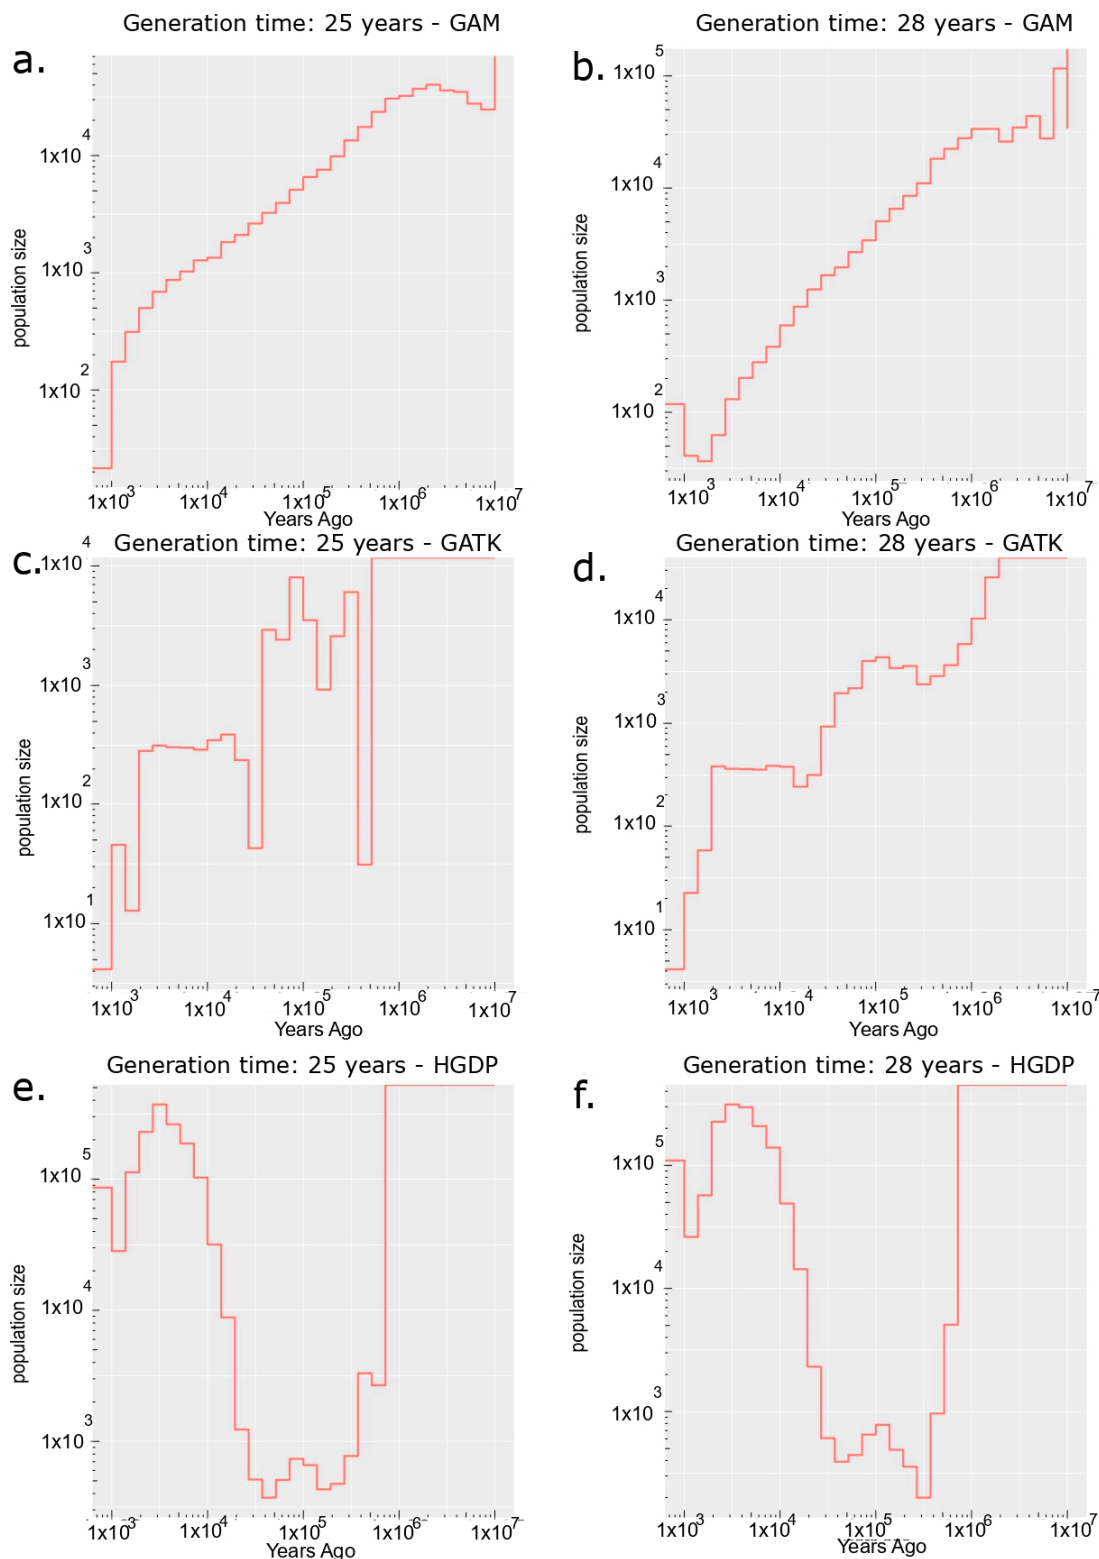 Generation time: 25 years - GAM
a.
1x10 4
1x10 3
1x10 2
population size
1x10 3 1x10 4 1x10 5 1x10 6 1x10 7
Years Ago
Generation time: 28 years - GAM
b.
1x10 5
1x10 4
1x10 3
1x10 2
population size
1x10 3 1x10 4 1x10 5 1x10 6 1x10 7
Years Ago
Generation time: 25 years - GATK
c.
1x10 4
1x10 3
1x10 2
1x10 1
population size
1x10 3 1x10 4 1x10 5 1x10 6 1x10 7
Years Ago
Generation time: 28 years - GATK
d.
1x10 4
1x10 3
1x10 2
1x10 1
population size
1x10 3 1x10 4 1x10 5 1x10 6 1x10 7
Years Ago
Generation time: 25 years - HGDP
e.
1x10 5
1x10 4
1x10 3
population size
1x10 3 1x10 4 1x10 5 1x10 6 1x10 7
Years Ago
Generation time: 28 years - HGDP
f.
1x10 5
1x10 4
1x10 3
population size
1x10 3 1x10 4 1x10 5 1x10 6 1x10 7
Years Ago